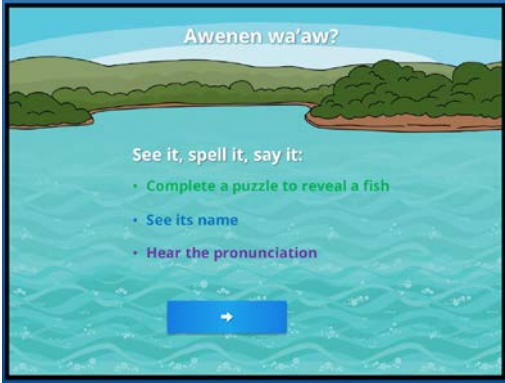 Awenen wa'aw?
See it, spell it, say it:
• Complete a puzzle to reveal a fish
• See its name
• Hear the pronunciation